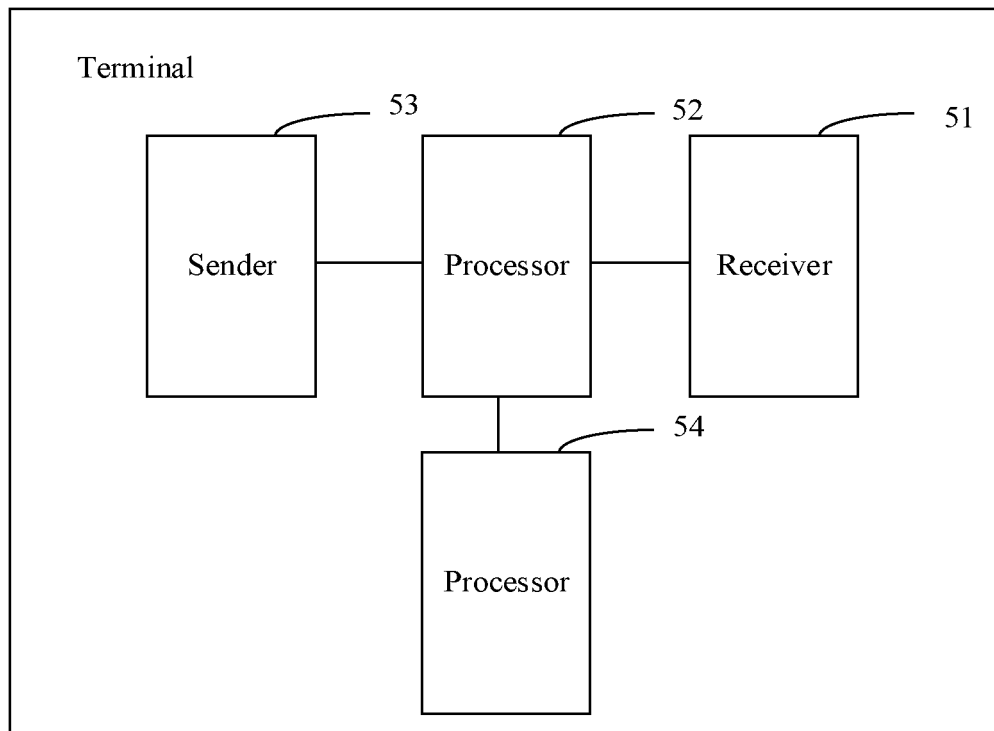 Terminal
53
52
51
Sender
Processor
Receiver
54
Processor